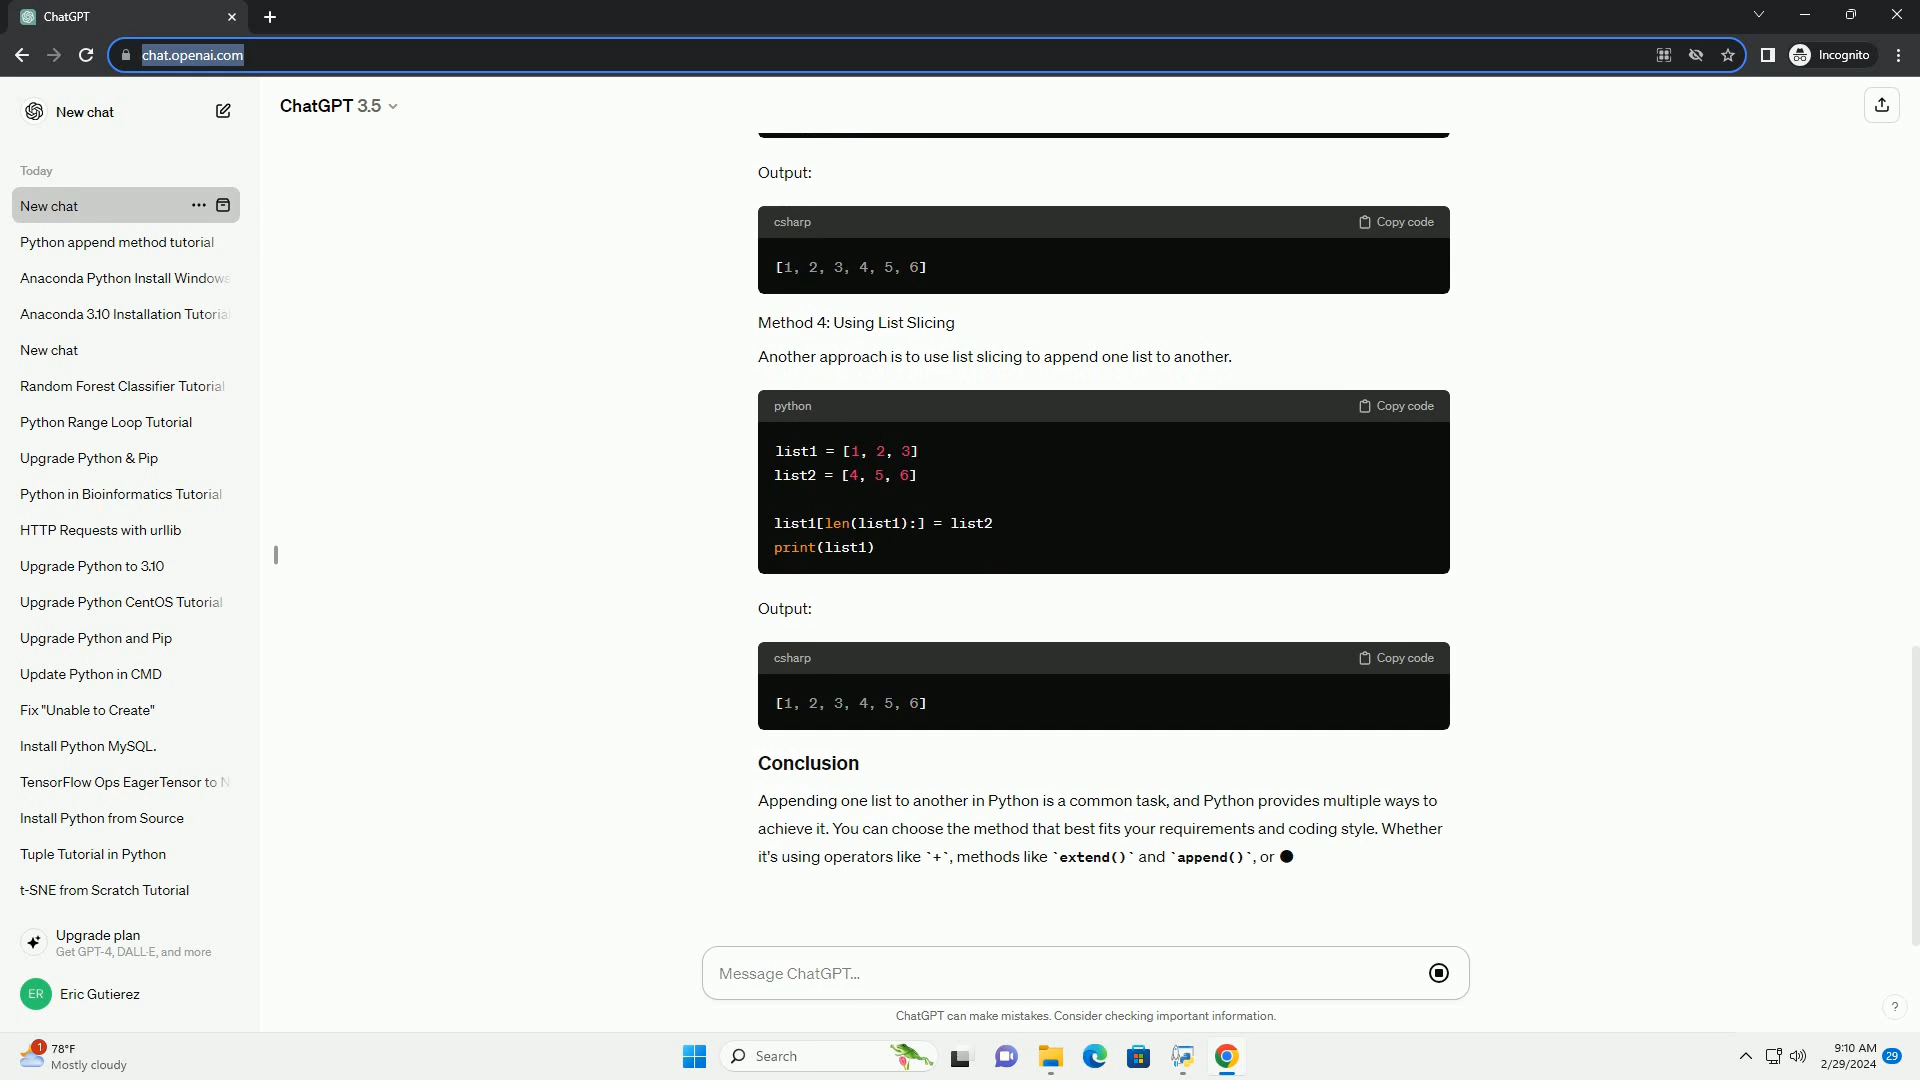 ChatGPT
chat.openai.com
Incognito
New chat
Today
New chat
Python append method tutorial
Anaconda Python Install Windows
Anaconda 3.10 Installation Tutorial
New chat
Random Forest Classifier Tutorial
Python Range Loop Tutorial
Upgrade Python & Pip
Python in Bioinformatics Tutorial
HTTP Requests with urllib
Upgrade Python to 3.10
Upgrade Python CentOS Tutorial
Upgrade Python and Pip
Update Python in CMD
Fix "Unable to Create"
Install Python MySQL.
TensorFlow Ops EagerTensor to N
Install Python from Source
Tuple Tutorial in Python
t-SNE from Scratch Tutorial
Upgrade plan
Get GPT-4, DALL·E, and more
ER Eric Gutierez
ChatGPT 3.5
Output:
csharp Copy code
[1, 2, 3, 4, 5, 6]
Method 4: Using List Slicing
Another approach is to use list slicing to append one list to another.
python Copy code
list1 = [1, 2, 3]
list2 = [4, 5, 6]
list1[len(list1):] = list2
print(list1)
Output:
csharp Copy code
[1, 2, 3, 4, 5, 6]
Conclusion
Appending one list to another in Python is a common task, and Python provides multiple ways to
achieve it. You can choose the method that best fits your requirements and coding style. Whether
it's using operators like `+`, methods like `extend()` and `append()`, or
Message ChatGPT...
ChatGPT can make mistakes. Consider checking important information.
?
1
78°F
Mostly cloudy
Search
9:10 AM
2/29/2024
29